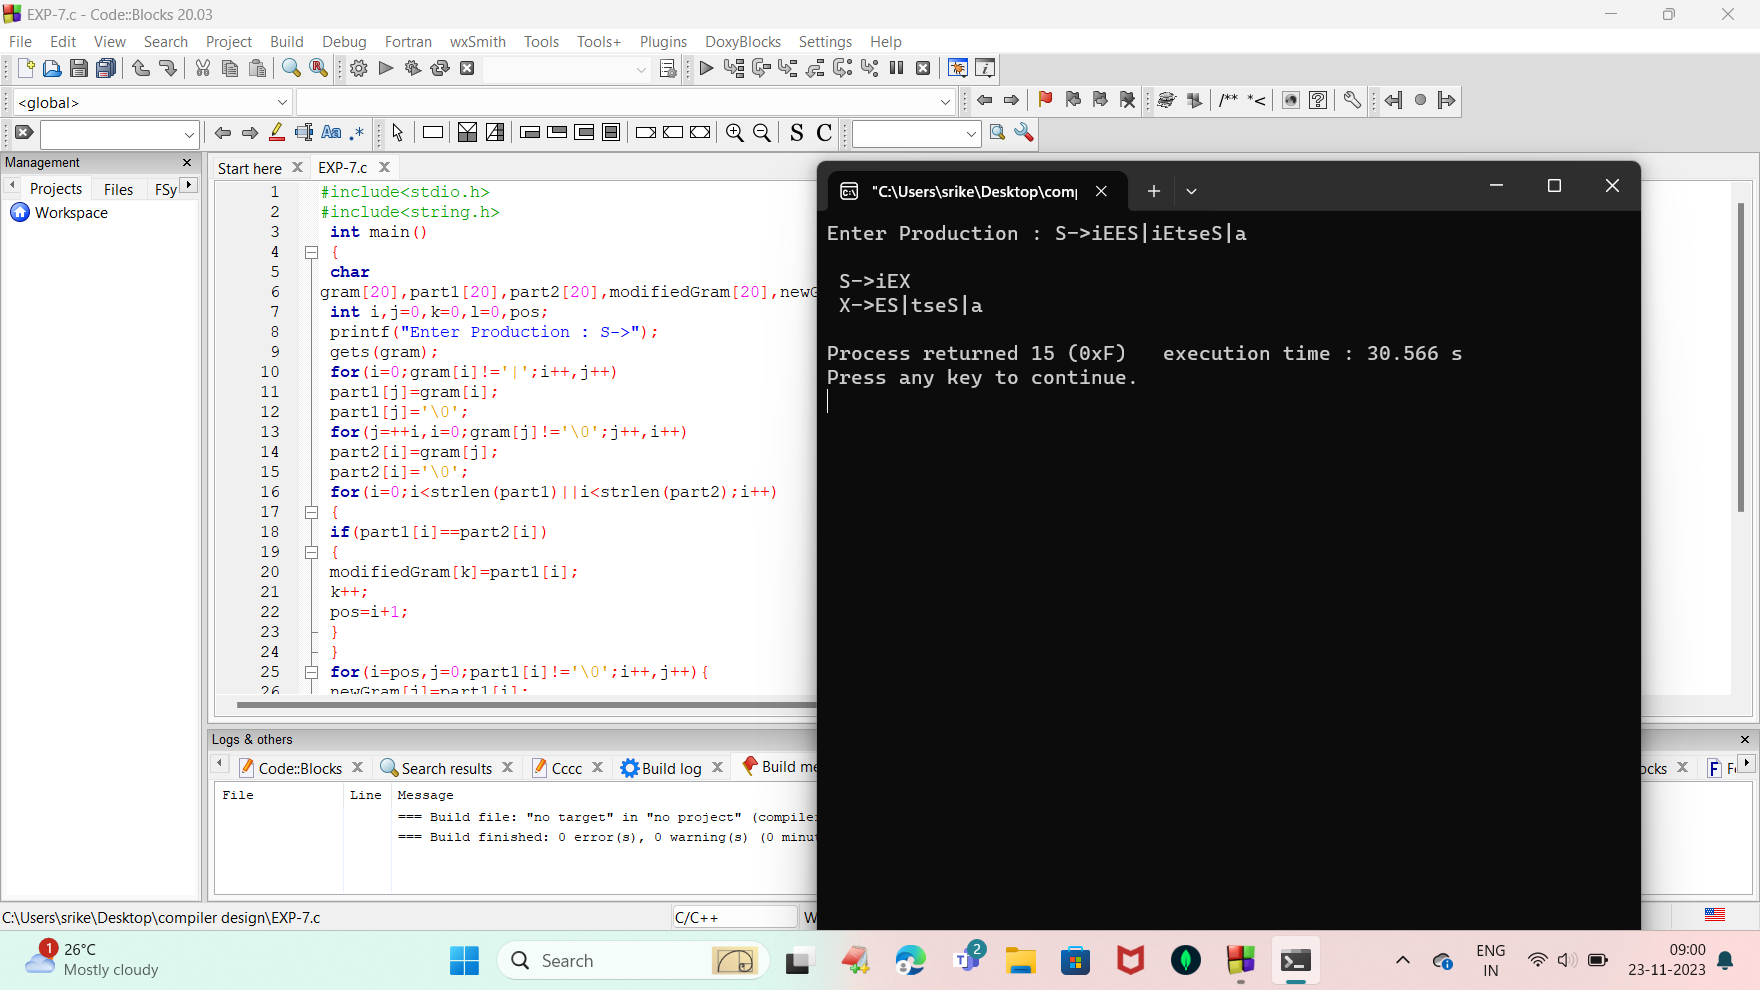 EXP-7.c - Code::Blocks 20.03
File Edit View Search Project Build Debug Fortran wxSmith Tools Tools+ Plugins DoxyBlocks Settings Help
<global>
/** *<
Aa .*
S C
Management
Projects Files FSy
Workspace
Start here EXP-7.c
1 #include<stdio.h>
2 #include<string.h>
3 int main()
4 {
5 char
6 gram[20],part1[20],part2[20],modifiedGram[20],newG
7 int i,j=0,k=0,l=0,pos;
8 printf("Enter Production : S->");
9 gets(gram);
10 for(i=0;gram[i]!='|';i++,j++)
11 part1[j]=gram[i];
12 part1[j]='\0';
13 for(j=++i,i=0;gram[j]!='\0';j++,i++)
14 part2[i]=gram[j];
15 part2[i]='\0';
16 for(i=0;i<strlen(part1)||i<strlen(part2);i++)
17 {
18 if(part1[i]==part2[i])
19 {
20 modifiedGram[k]=part1[i];
21 k++;
22 pos=i+1;
23 }
24 }
25 for(i=pos,j=0;part1[i]!='\0';i++,j++){
26 newGram[j]=part1[i];
"C:\Users\srike\Desktop\comp
Enter Production : S->iEES|iEtseS|a
S->iEX
X->ES|tseS|a
Process returned 15 (0xF) execution time : 30.566 s
Press any key to continue.
Logs & others
Code::Blocks Search results Cccc Build log Build me
ocks F
File Line Message
=== Build file: "no target" in "no project" (compiler
=== Build finished: 0 error(s), 0 warning(s) (0 minut
C:\Users\srike\Desktop\compiler design\EXP-7.c C/C++ W
1
26°C
Mostly cloudy
Search
2
ENG
IN
09:00
23-11-2023